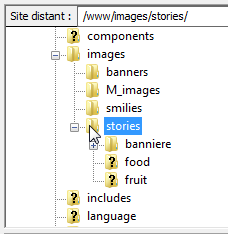 Site distant : /www/images/stories/
components
images
banners
M_images
smilies
stories
banniere
food
fruit
includes
language